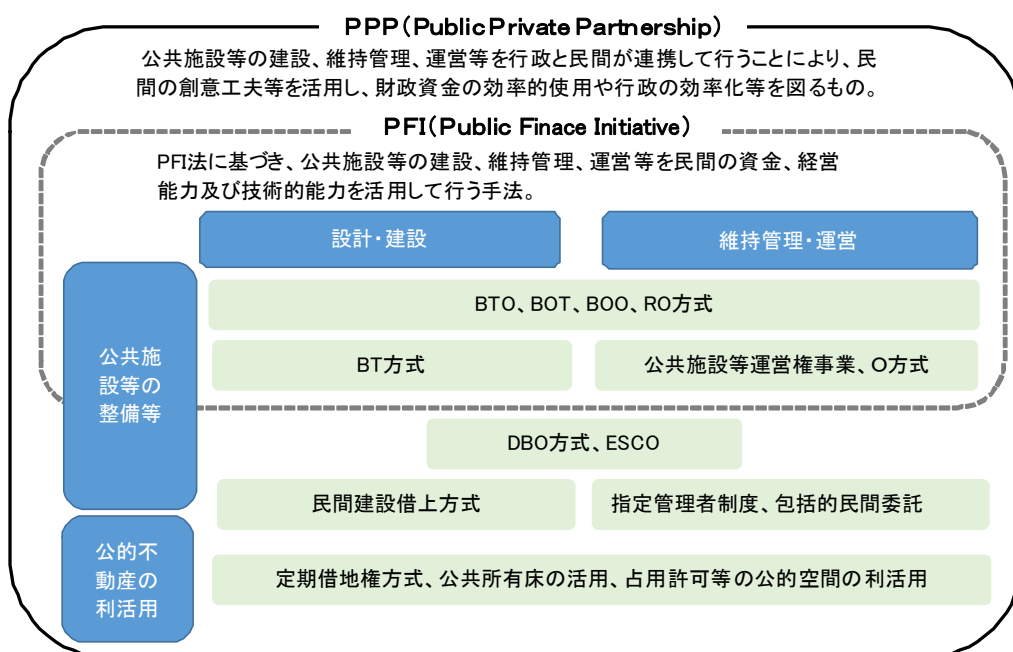 PPP(Public Private Partnership)
公共施設等の建設、維持管理、運営等を行政と民間が連携して行うことにより、民
間の創意工夫等を活用し、財政資金の効率的使用や行政の効率化等を図るもの。
PFI(Public Finace Initiative)
PFI法に基づき、公共施設等の建設、維持管理、運営等を民間の資金、経営
能力及び技術的能力を活用して行う手法。
設計・建設
維持管理・運営
公共施
設等の
整備等
BTO、BOT、BOO、RO方式
BT方式
公共施設等運営権事業、O方式
DBO方式、ESCO
民間建設借上方式
指定管理者制度、包括的民間委託
公的不
動産の
利活用
定期借地権方式、公共所有床の活用、占用許可等の公的空間の利活用